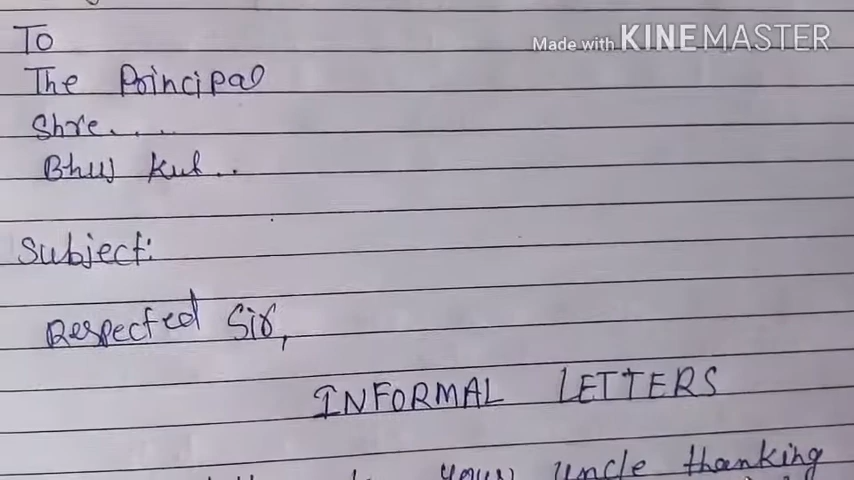 Made with KINEMASTER
To
The Principal
Shre....
Bhuj Kut..
Subject:
Respected Sir,
INFORMAL LETTERS
your uncle thanking